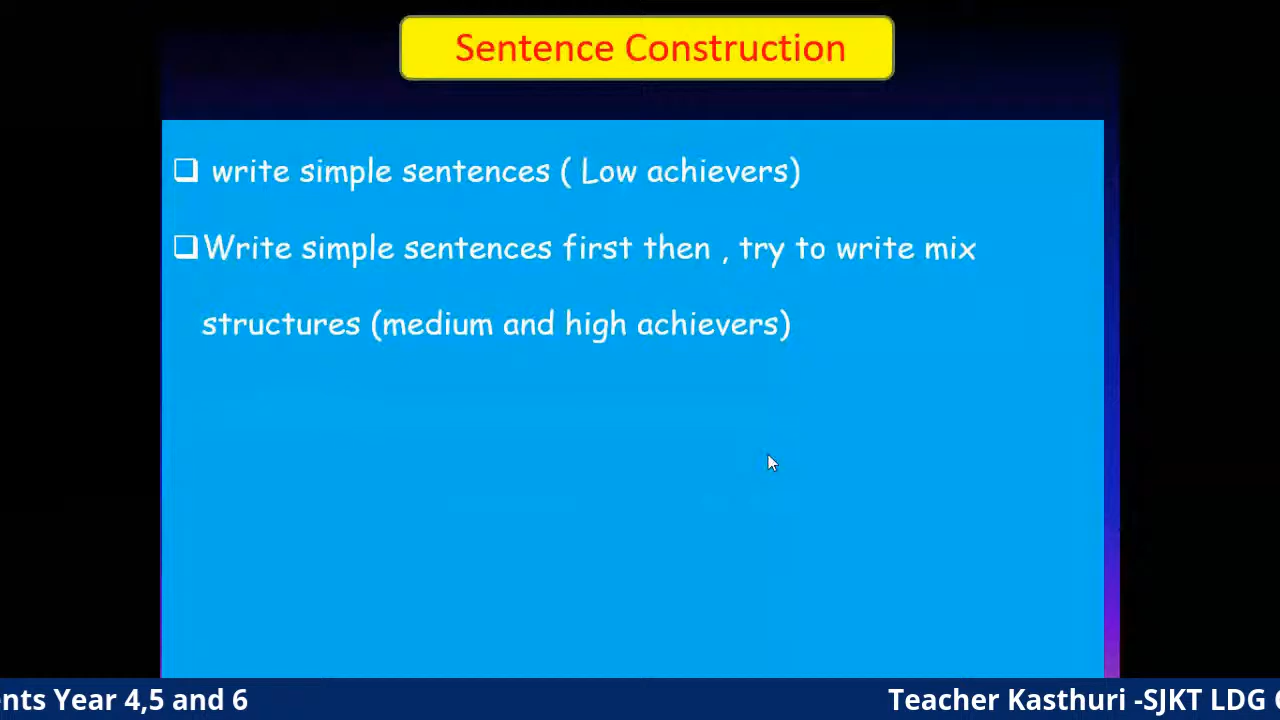 Sentence Construction
write simple sentences ( Low achievers)
Write simple sentences first then , try to write mix
structures (medium and high achievers)
ents Year 4,5 and 6
Teacher Kasthuri -SJKT LDG